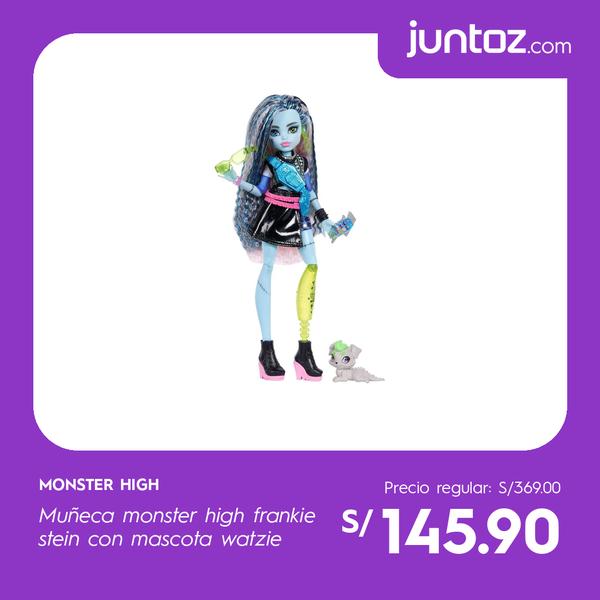 juntoz.com
MONSTER HIGH
Muñeca monster high frankie
stein con mascota watzie
Precio regular: S/369.00
S/145.90